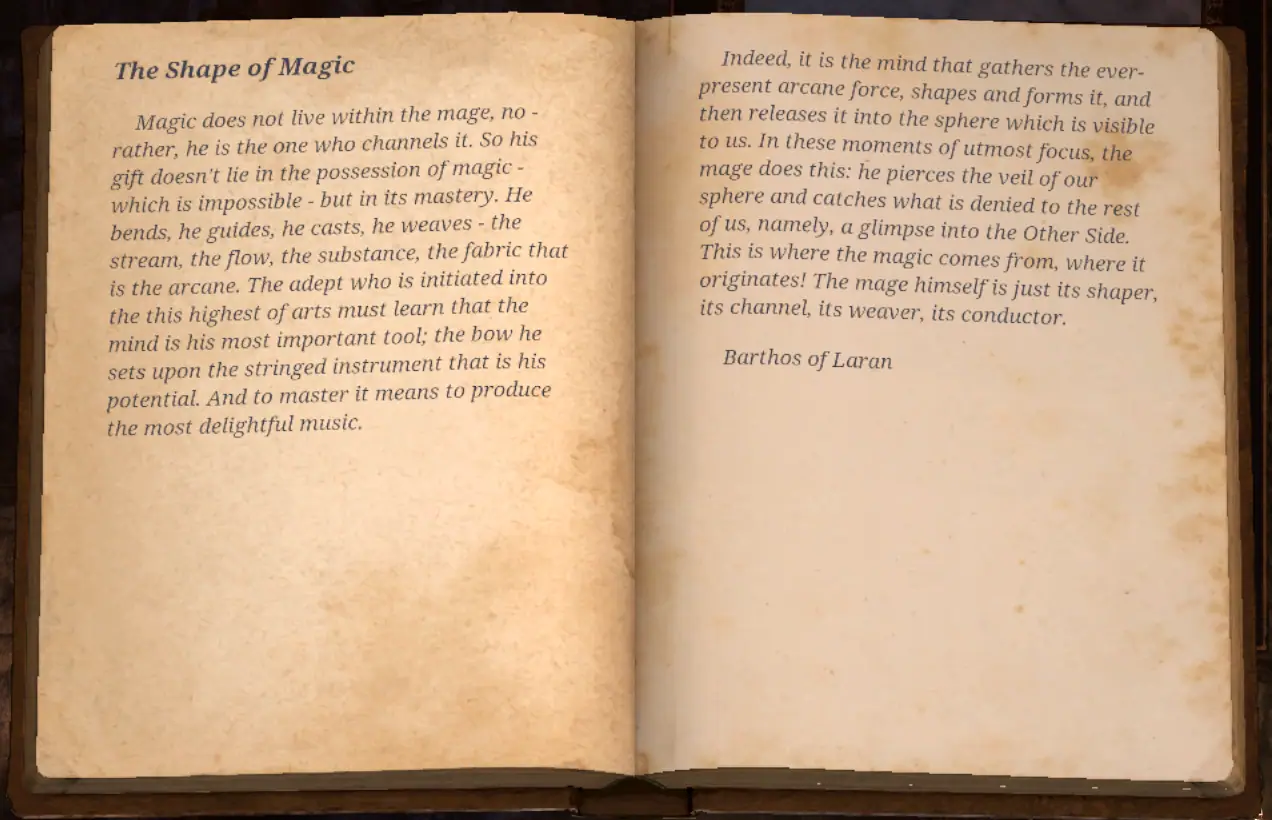 The Shape of Magic
Magic does not live within the mage, no -
rather, he is the one who channels it. So his
gift doesn't lie in the possession of magic -
which is impossible - but in its mastery. He
bends, he guides, he casts, he weaves - the
stream, the flow, the substance, the fabric that
is the arcane. The adept who is initiated into
the this highest of arts must learn that the
mind is his most important tool; the bow he
sets upon the stringed instrument that is his
potential. And to master it means to produce
the most delightful music.
Indeed, it is the mind that gathers the ever-
present arcane force, shapes and forms it, and
then releases it into the sphere which is visible
to us. In these moments of utmost focus, the
mage does this: he pierces the veil of our
sphere and catches what is denied to the rest
of us, namely, a glimpse into the Other Side.
This is where the magic comes from, where it
originates! The mage himself is just its shaper,
its channel, its weaver, its conductor.
Barthos of Laran